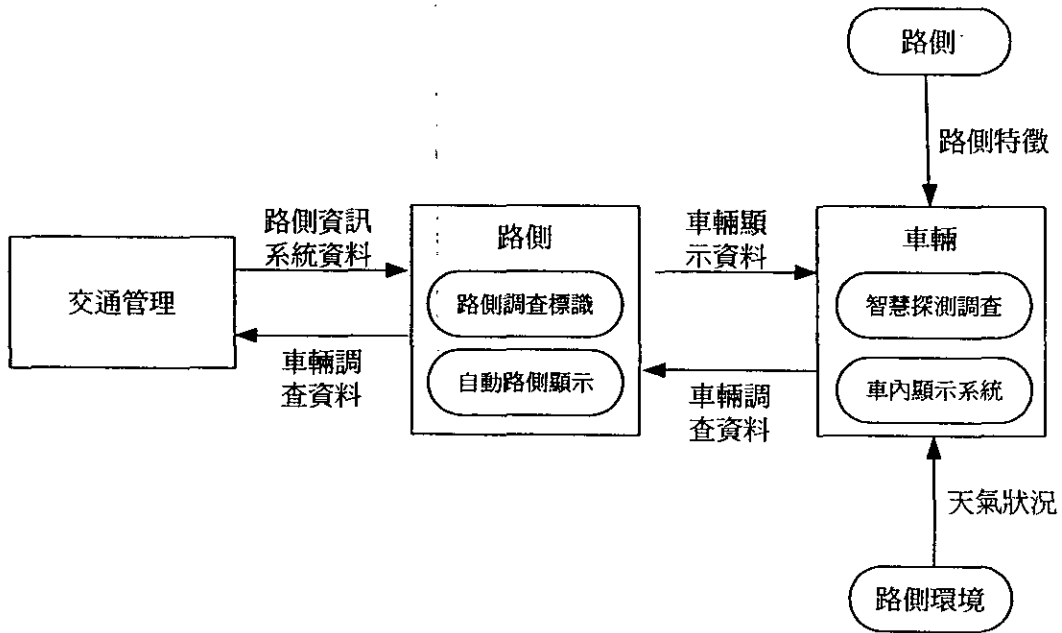 路側
路側特徵
路側資訊
系統資料
交通管理
車輛調
查資料
路側
路側調查標識
自動路側顯示
車輛顯
示資料
車輛調
查資料
車輛
智慧探測調查
車內顯示系統
天氣狀況
路側環境